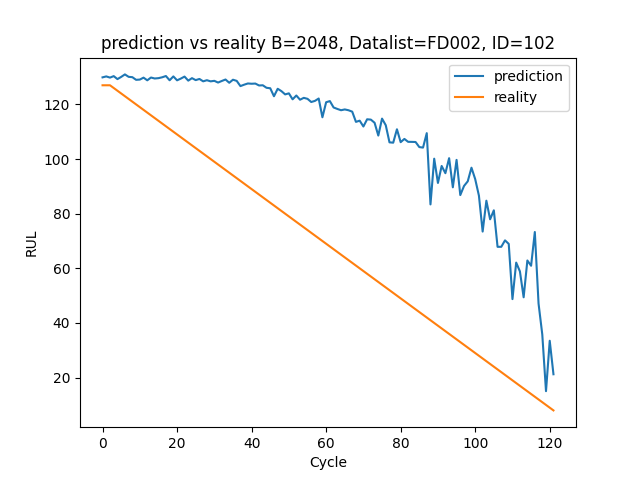 prediction vs reality B=2048, Datalist=FD002, ID=102
prediction
reality
RUL
120
100
80
60
40
20
0 20 40 60 80 100 120
Cycle